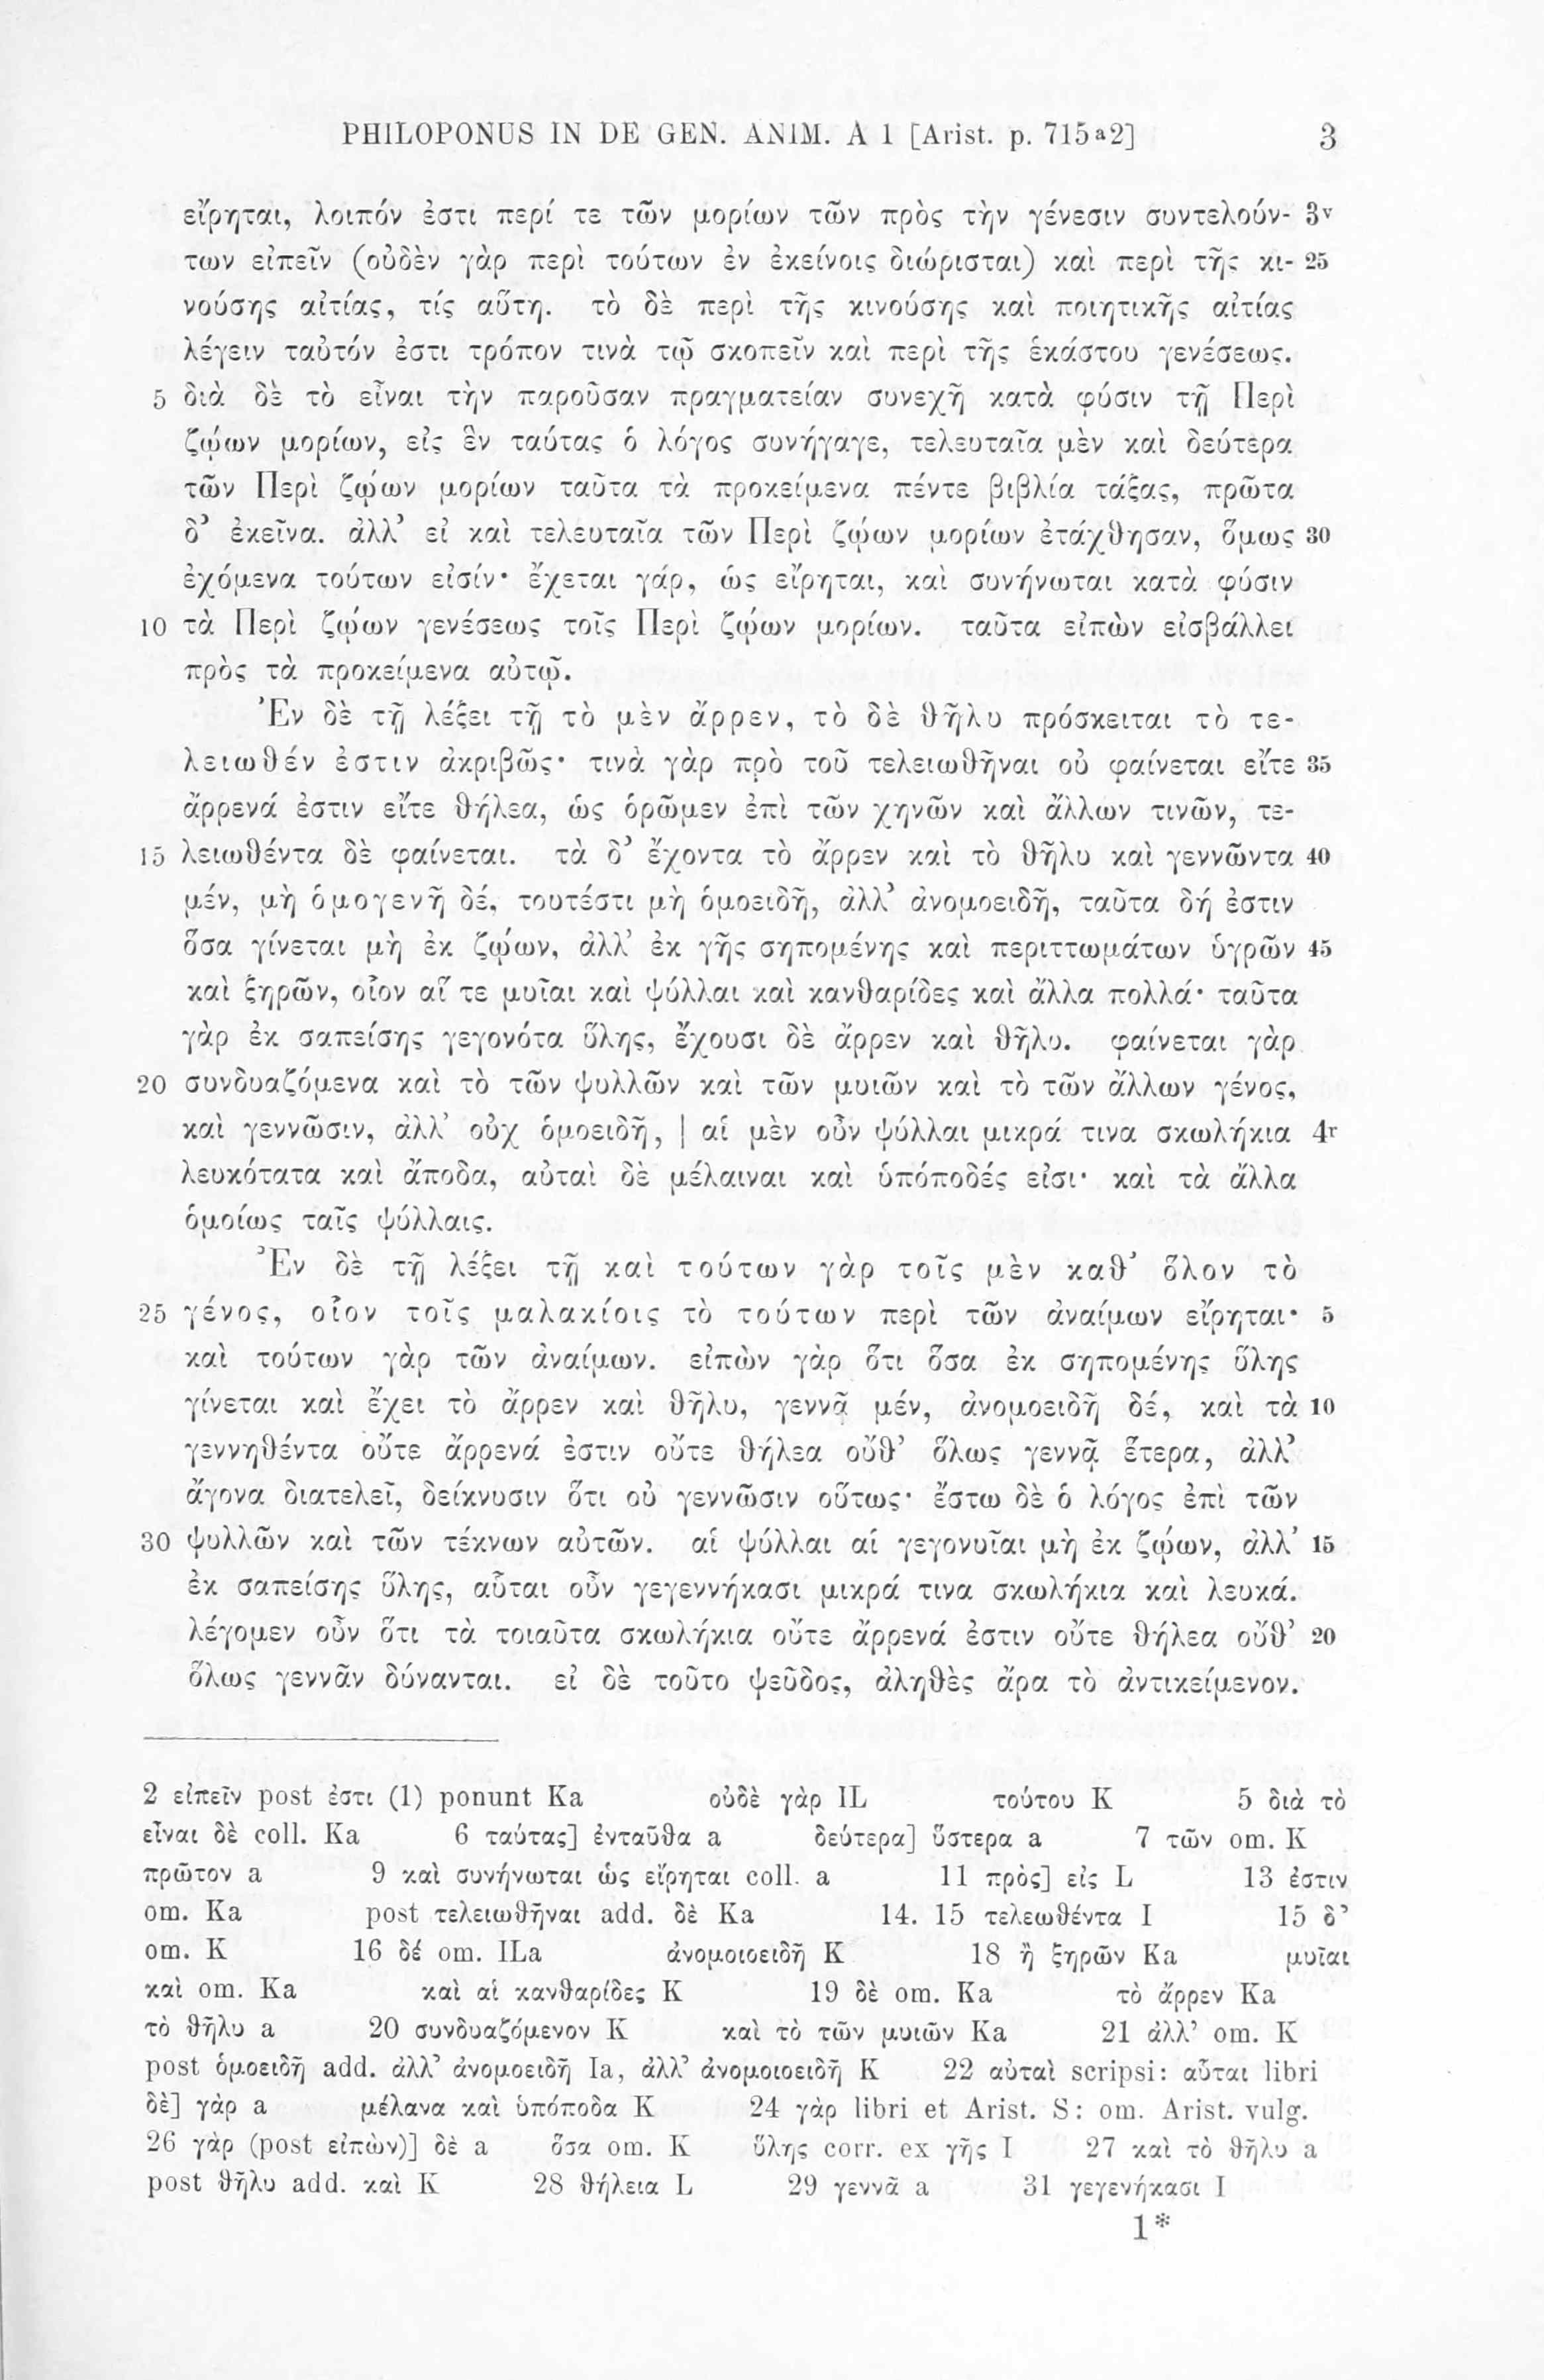 PHILOPONUS IN DE GEN. ANIM. A 1 [Arist. p. 715ᵃ2] 3
εἴρηται, λοιπόν ἐστι περί τε τῶν μορίων τῶν πρὸς τὴν γένεσιν συντελούν- 3ᵛ
των εἰπεῖν (οὐδὲν γὰρ περὶ τούτων ἐν ἐκείνοις διώρισται) καὶ περὶ τῆς κι- 25
νούσης αἰτίας, τίς αὕτη. τὸ δὲ περὶ τῆς κινούσης καὶ ποιητικῆς αἰτίας
λέγειν ταὐτόν ἐστι τρόπον τινὰ τῷ σκοπεῖν καὶ περὶ τῆς ἑκάστου γενέσεως.
5 διὰ δὲ τὸ εἶναι τὴν παροῦσαν πραγματείαν συνεχῆ κατὰ φύσιν τῇ Περὶ
ζῴων μορίων, εἰς ἓν ταύτας ὁ λόγος συνήγαγε, τελευταῖα μὲν καὶ δεύτερα
τῶν Περὶ ζῴων μορίων ταῦτα τὰ προκείμενα πέντε βιβλία τάξας, πρῶτα
δ’ ἐκεῖνα. ἀλλ’ εἰ καὶ τελευταῖα τῶν Περὶ ζῴων μορίων ἐτάχθησαν, ὅμως 30
ἐχόμενα τούτων εἰσίν· ἔχεται γάρ, ὡς εἴρηται, καὶ συνήνωται κατὰ φύσιν
10 τὰ Περὶ ζῴων γενέσεως τοῖς Περὶ ζῴων μορίων. ταῦτα εἰπὼν εἰσβάλλει
πρὸς τὰ προκείμενα αὐτῷ.
Ἐν δὲ τῇ λέξει τῇ τὸ μὲν ἄρρεν, τὸ δὲ θῆλυ πρόσκειται τὸ τε-
λειωθέν ἐστιν ἀκριβῶς· τινὰ γὰρ πρὸ τοῦ τελειωθῆναι οὐ φαίνεται εἴτε 35
ἄρρενά ἐστιν εἴτε θήλεα, ὡς ὁρῶμεν ἐπὶ τῶν χηνῶν καὶ ἄλλων τινῶν, τε-
15 λειωθέντα δὲ φαίνεται. τὰ δ’ ἔχοντα τὸ ἄρρεν καὶ τὸ θῆλυ καὶ γεννῶντα 40
μέν, μὴ ὁμογενῆ δέ, τουτέστι μὴ ὁμοειδῆ, ἀλλ’ ἀνομοειδῆ, ταῦτα δή ἐστιν
ὅσα γίνεται μὴ ἐκ ζῴων, ἀλλ’ ἐκ γῆς σηπομένης καὶ περιττωμάτων ὑγρῶν 45
καὶ ξηρῶν, οἷον αἵ τε μυῖαι καὶ ψύλλαι καὶ κανθαρίδες καὶ ἄλλα πολλά· ταῦτα
γὰρ ἐκ σαπείσης γεγονότα ὕλης, ἔχουσι δὲ ἄρρεν καὶ θῆλυ. φαίνεται γὰρ
20 συνδυαζόμενα καὶ τὸ τῶν ψυλλῶν καὶ τῶν μυιῶν καὶ τὸ τῶν ἄλλων γένος,
καὶ γεννῶσιν, ἀλλ’ οὐχ ὁμοειδῆ, | αἱ μὲν οὖν ψύλλαι μικρά τινα σκωλήκια 4ʳ
λευκότατα καὶ ἄποδα, αὐταὶ δὲ μέλαιναι καὶ ὑπόποδές εἰσι· καὶ τὰ ἄλλα
ὁμοίως ταῖς ψύλλαις.
Ἐν δὲ τῇ λέξει τῇ καὶ τούτων γὰρ τοῖς μὲν καθ’ ὅλον τὸ
25 γένος, οἷον τοῖς μαλακίοις τὸ τούτων περὶ τῶν ἀναίμων εἴρηται· 5
καὶ τούτων γὰρ τῶν ἀναίμων. εἰπὼν γὰρ ὅτι ὅσα ἐκ σηπομένης ὕλης
γίνεται καὶ ἔχει τὸ ἄρρεν καὶ θῆλυ, γεννᾷ μέν, ἀνομοειδῆ δέ, καὶ τὰ 10
γεννηθέντα οὔτε ἄρρενά ἐστιν οὔτε θήλεα οὔθ’ ὅλως γεννᾷ ἕτερα, ἀλλ’
ἄγονα διατελεῖ, δείκνυσιν ὅτι οὐ γεννῶσιν οὕτως· ἔστω δὲ ὁ λόγος ἐπὶ τῶν
30 ψυλλῶν καὶ τῶν τέκνων αὐτῶν. αἱ ψύλλαι αἱ γεγονυῖαι μὴ ἐκ ζῴων, ἀλλ’ 15
ἐκ σαπείσης ὕλης, αὗται οὖν γεγεννήκασι μικρά τινα σκωλήκια καὶ λευκά.
λέγομεν οὖν ὅτι τὰ τοιαῦτα σκωλήκια οὔτε ἄρρενά ἐστιν οὔτε θήλεα οὔθ’ 20
ὅλως γεννᾶν δύνανται. εἰ δὲ τοῦτο ψεῦδος, ἀληθὲς ἄρα τὸ ἀντικείμενον.
2 εἰπεῖν post ἐστι (1) ponunt Ka οὐδὲ γὰρ IL τούτου K 5 διὰ τὸ
εἶναι δὲ coll. Ka 6 ταύτας] ἐνταῦθα a δεύτερα] ὕστερα a 7 τῶν om. K
πρῶτον a 9 καὶ συνήνωται ὡς εἴρηται coll. a 11 πρὸς] εἰς L 13 ἐστιν
om. Ka post τελειωθῆναι add. δὲ Ka 14. 15 τελεωθέντα I 15 δ’
om. K 16 δέ om. ILa ἀνομοιοειδῆ K 18 ἢ ξηρῶν Ka μυῖαι
καὶ om. Ka καὶ αἱ κανθαρίδες K 19 δὲ om. Ka τὸ ἄρρεν Ka
τὸ θῆλυ a 20 συνδυαζόμενον K καὶ τὸ τῶν μυιῶν Ka 21 ἀλλ’ om. K
post ὁμοειδῆ add. ἀλλ’ ἀνομοειδῆ Ia, ἀλλ’ ἀνομοιοειδῆ K 22 αὐταὶ scripsi: αὗται libri
δὲ] γὰρ a μέλανα καὶ ὑπόποδα K 24 γὰρ libri et Arist. S: om. Arist. vulg.
26 γὰρ (post εἰπὼν)] δὲ a ὅσα om. K ὕλης corr. ex γῆς I 27 καὶ τὸ θῆλυ a
post θῆλυ add. καὶ K 28 θήλεια L 29 γεννᾶ a 31 γεγενήκασι I
1*